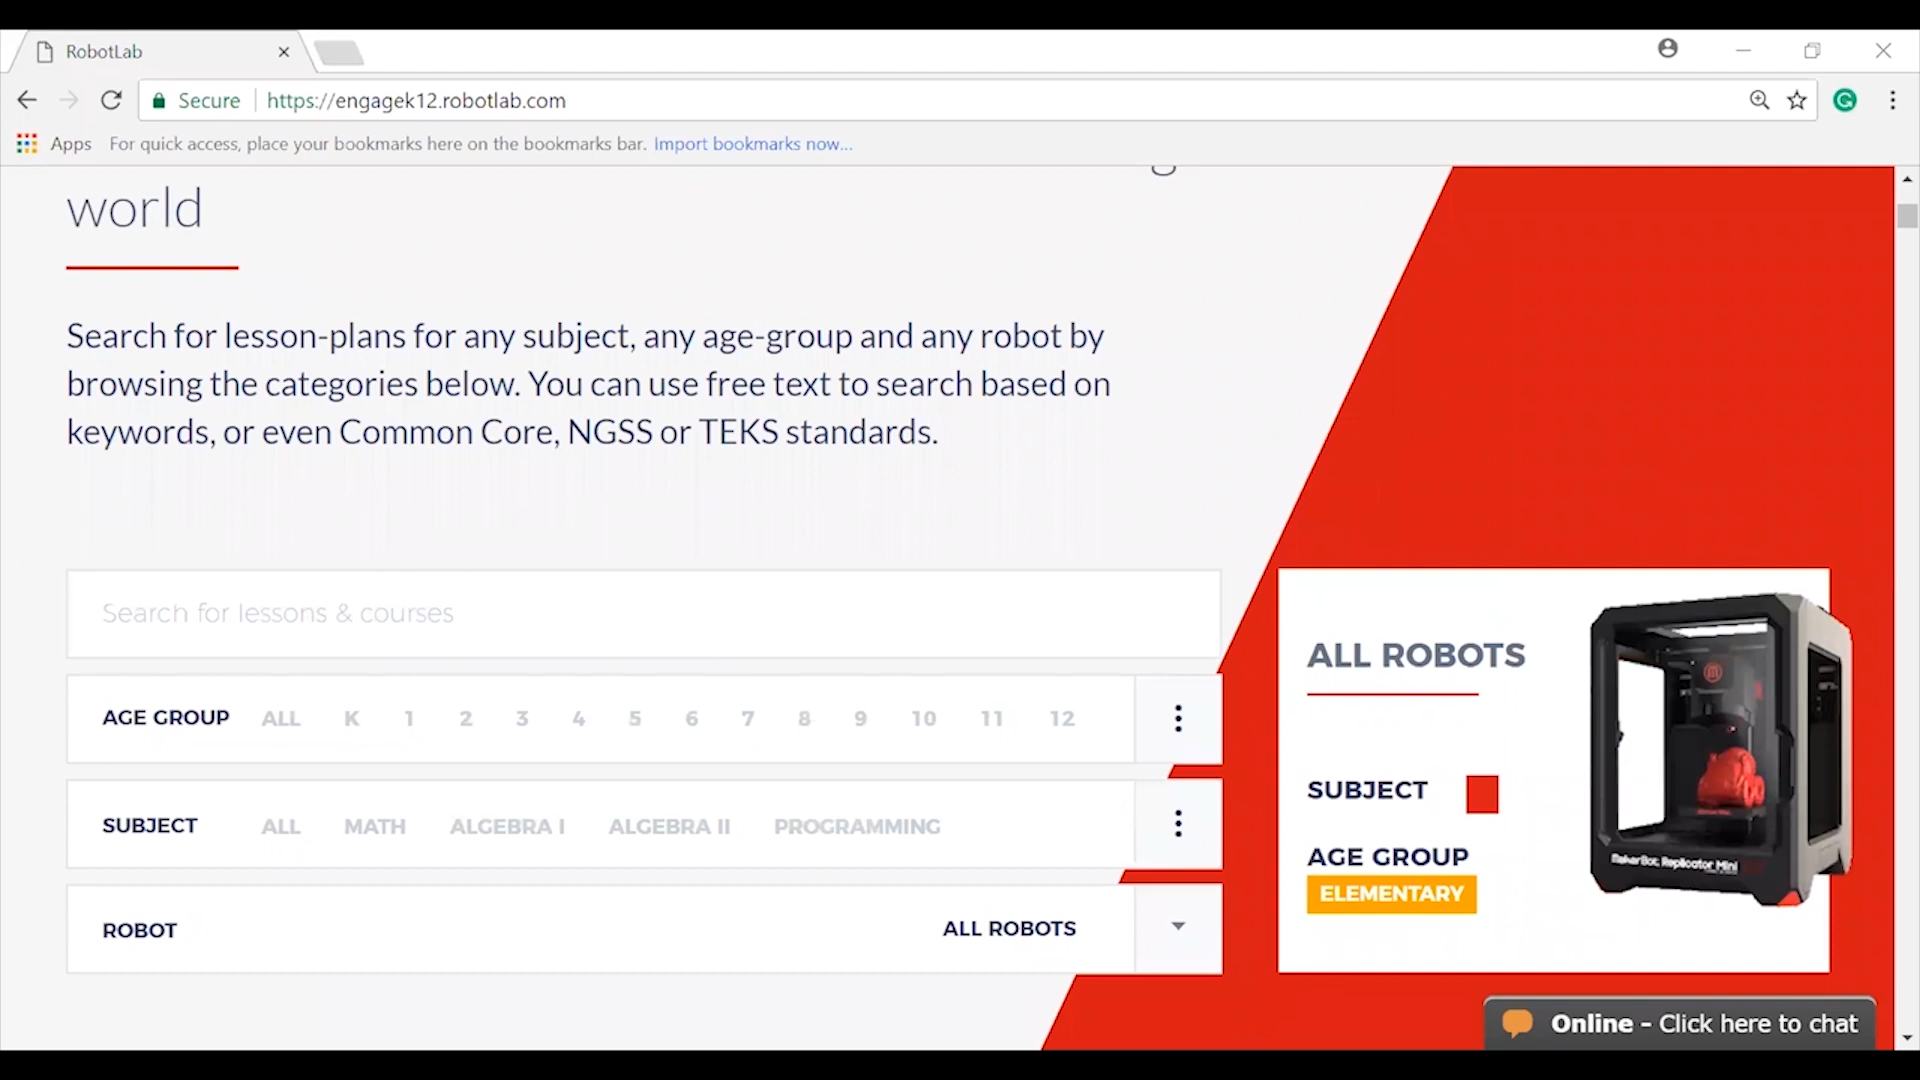 RobotLab
Secure https://engagek12.robotlab.com
Apps For quick access, place your bookmarks here on the bookmarks bar. Import bookmarks now...
world
Search for lesson-plans for any subject, any age-group and any robot by
browsing the categories below. You can use free text to search based on
keywords, or even Common Core, NGSS or TEKS standards.
Search for lessons & courses
AGE GROUP ALL K 1 2 3 4 5 6 7 8 9 10 11 12
SUBJECT ALL MATH ALGEBRA I ALGEBRA II PROGRAMMING
ROBOT ALL ROBOTS
ALL ROBOTS
SUBJECT
AGE GROUP
ELEMENTARY
MakerBot. Replicator Mini
Online - Click here to chat